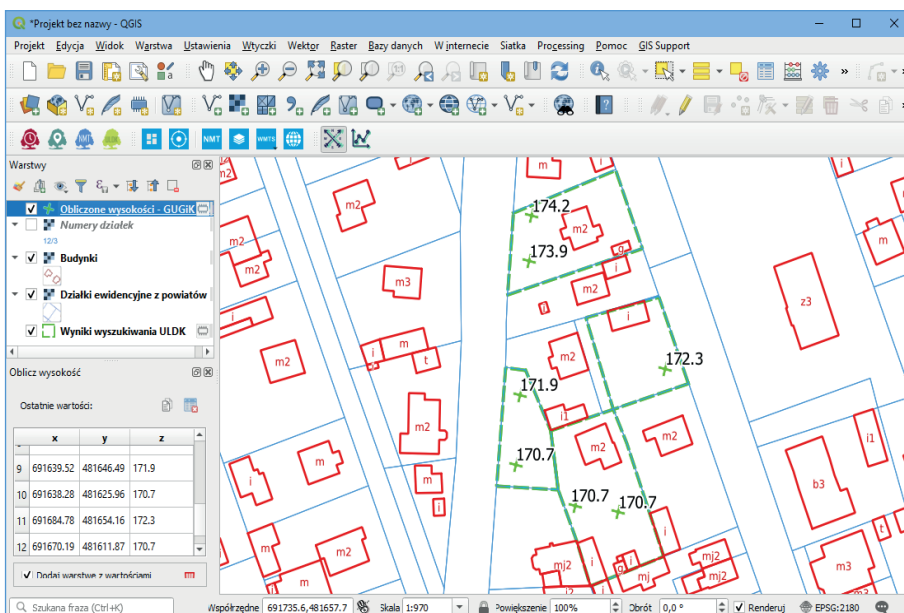 *Projekt bez nazwy - QGIS
Projekt Edycja Widok Warstwa Ustawienia Wtyczki Wektor Raster Bazy danych W internecie Siatka Processing Pomoc GIS Support
NMT WMTS
Warstwy
Obliczone wysokości - GUGiK
Numery działek
12/3
Budynki
Działki ewidencyjne z powiatów
Wyniki wyszukiwania ULDK
Oblicz wysokość
Ostatnie wartości:
x y z
9 691639.52 481646.49 171.9
10 691638.28 481625.96 170.7
11 691684.78 481654.16 172.3
12 691670.19 481611.87 170.7
Dodaj warstwę z wartościami
m2 m2 m
174.2
m2 m2 g m
173.9 i
m2 m3 m2
i i z3
i m t m2 172.3
m2 171.9
m2 i1 m2 m2 i1
i m m 170.7 b3
i 170.7 170.7 t
m m2 mj2 i g i mj mj2 m3
Szukana fraza (Ctrl+K) Współrzędne 691735.6,481657.7 Skala 1:970 Powiększenie 100% Obrót 0,0 ° Renderuj EPSG:2180